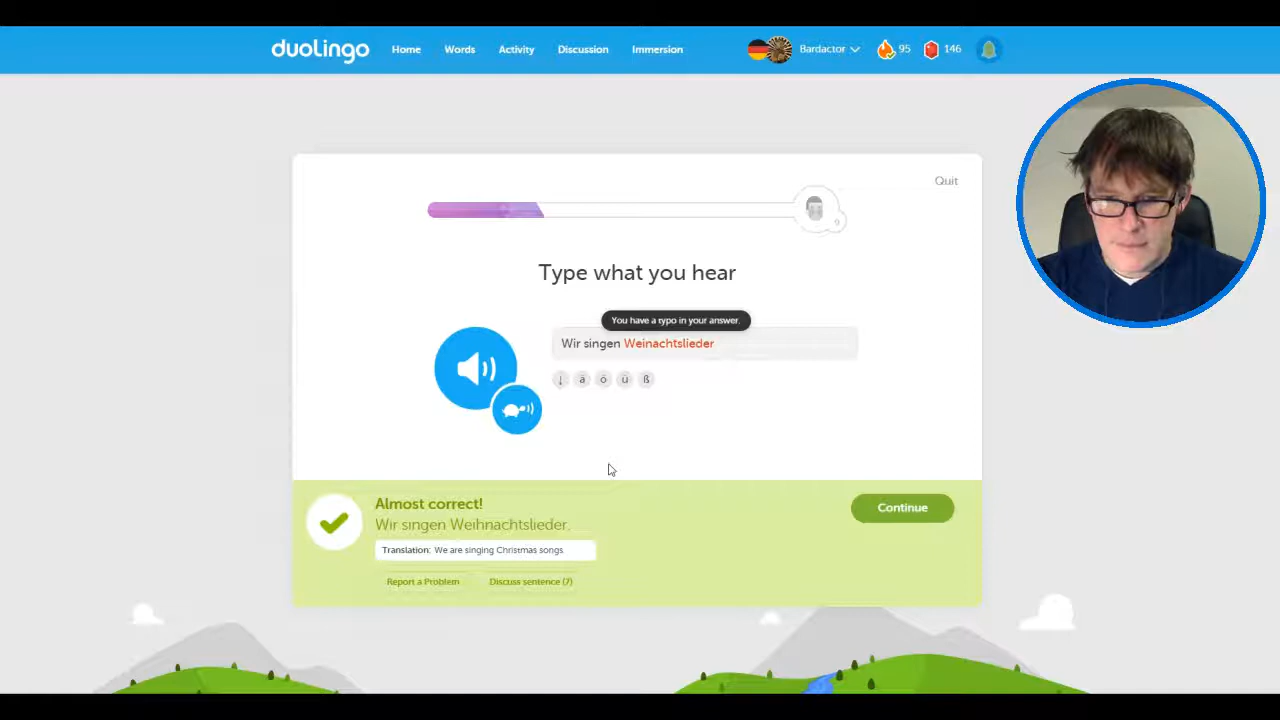 duolingo Home Words Activity Discussion Immersion Bardactor 95 146
Quit
Type what you hear
You have a typo in your answer.
Wir singen Weinachtslieder
ä ö ü ß
Almost correct!
Continue
Wir singen Weihnachtslieder.
Translation: We are singing Christmas songs
Report a Problem Discuss sentence (7)